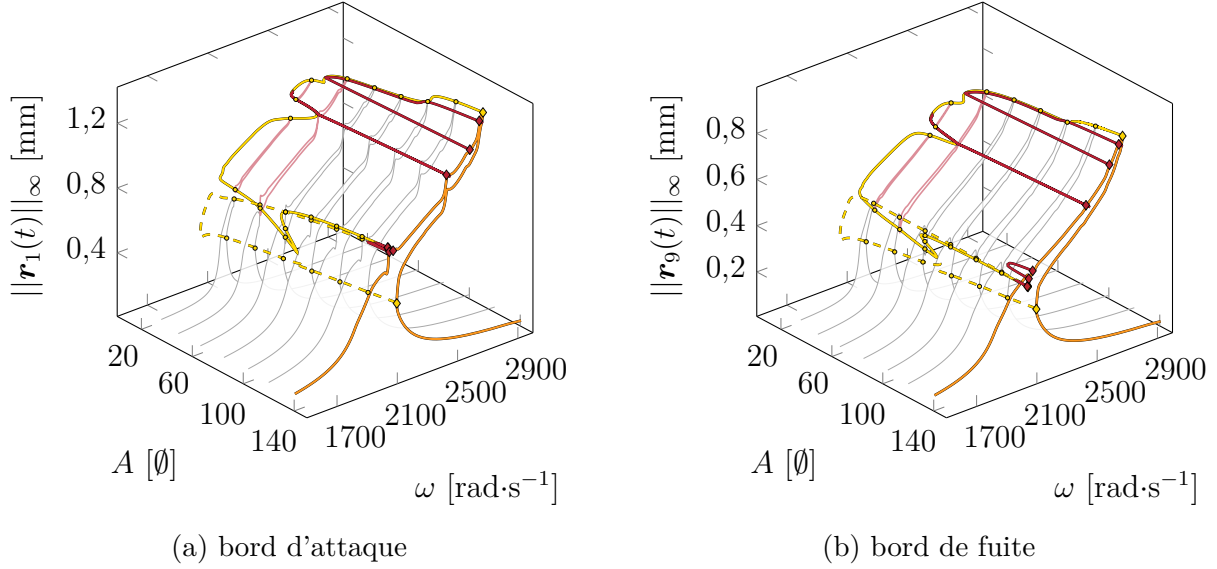 ||r₁(t)||∞ [mm]
1,2
0,8
0,4
20
60
100
140
A [∅]
1700
2100
2500
2900
ω [rad·s⁻¹]
(a) bord d'attaque
||r₉(t)||∞ [mm]
0,8
0,6
0,4
0,2
20
60
100
140
A [∅]
1700
2100
2500
2900
ω [rad·s⁻¹]
(b) bord de fuite